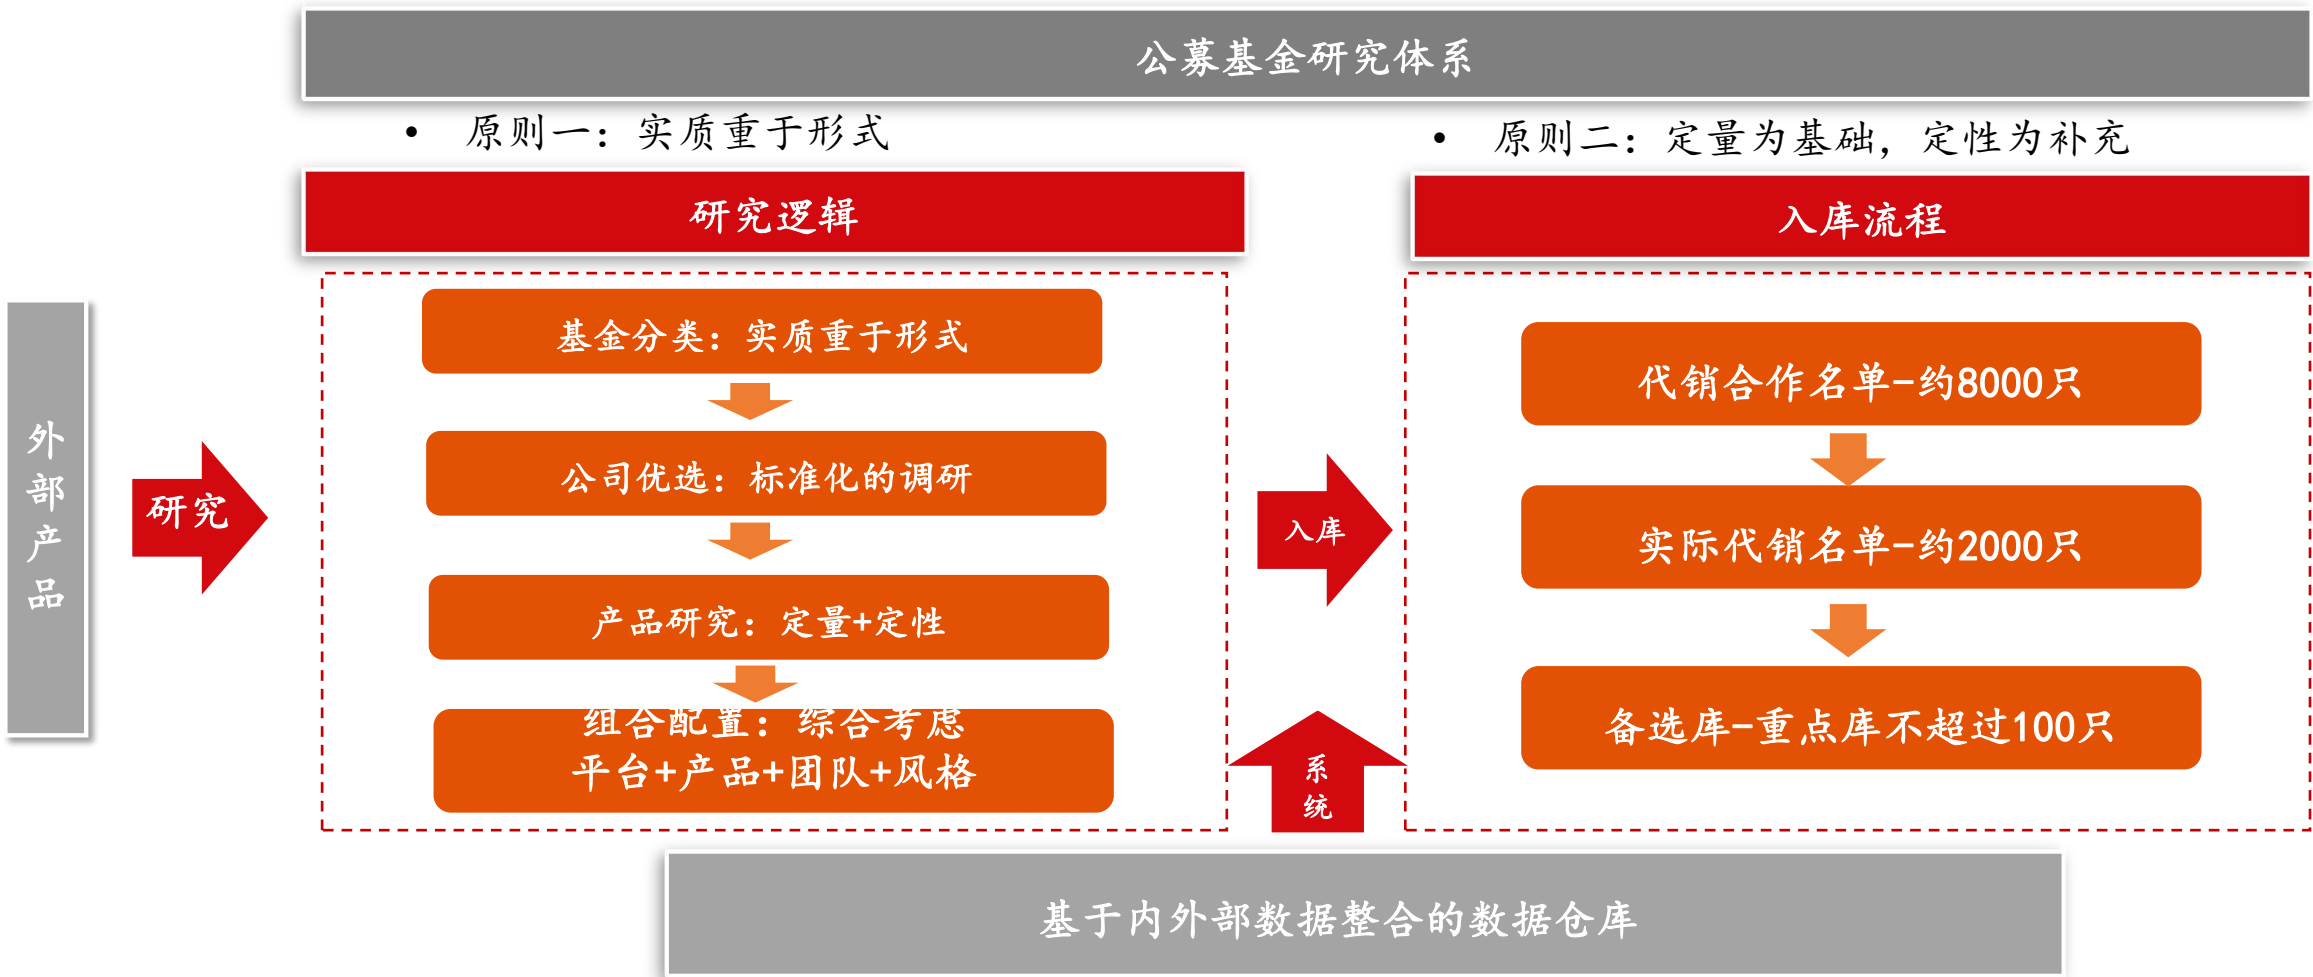 公募基金研究体系
• 原则一：实质重于形式
• 原则二：定量为基础，定性为补充
研究逻辑
入库流程
外部产品
研究
基金分类：实质重于形式
公司优选：标准化的调研
产品研究：定量+定性
组合配置：综合考虑
平台+产品+团队+风格
入库
系统
代销合作名单-约8000只
实际代销名单-约2000只
备选库-重点库不超过100只
基于内外部数据整合的数据仓库